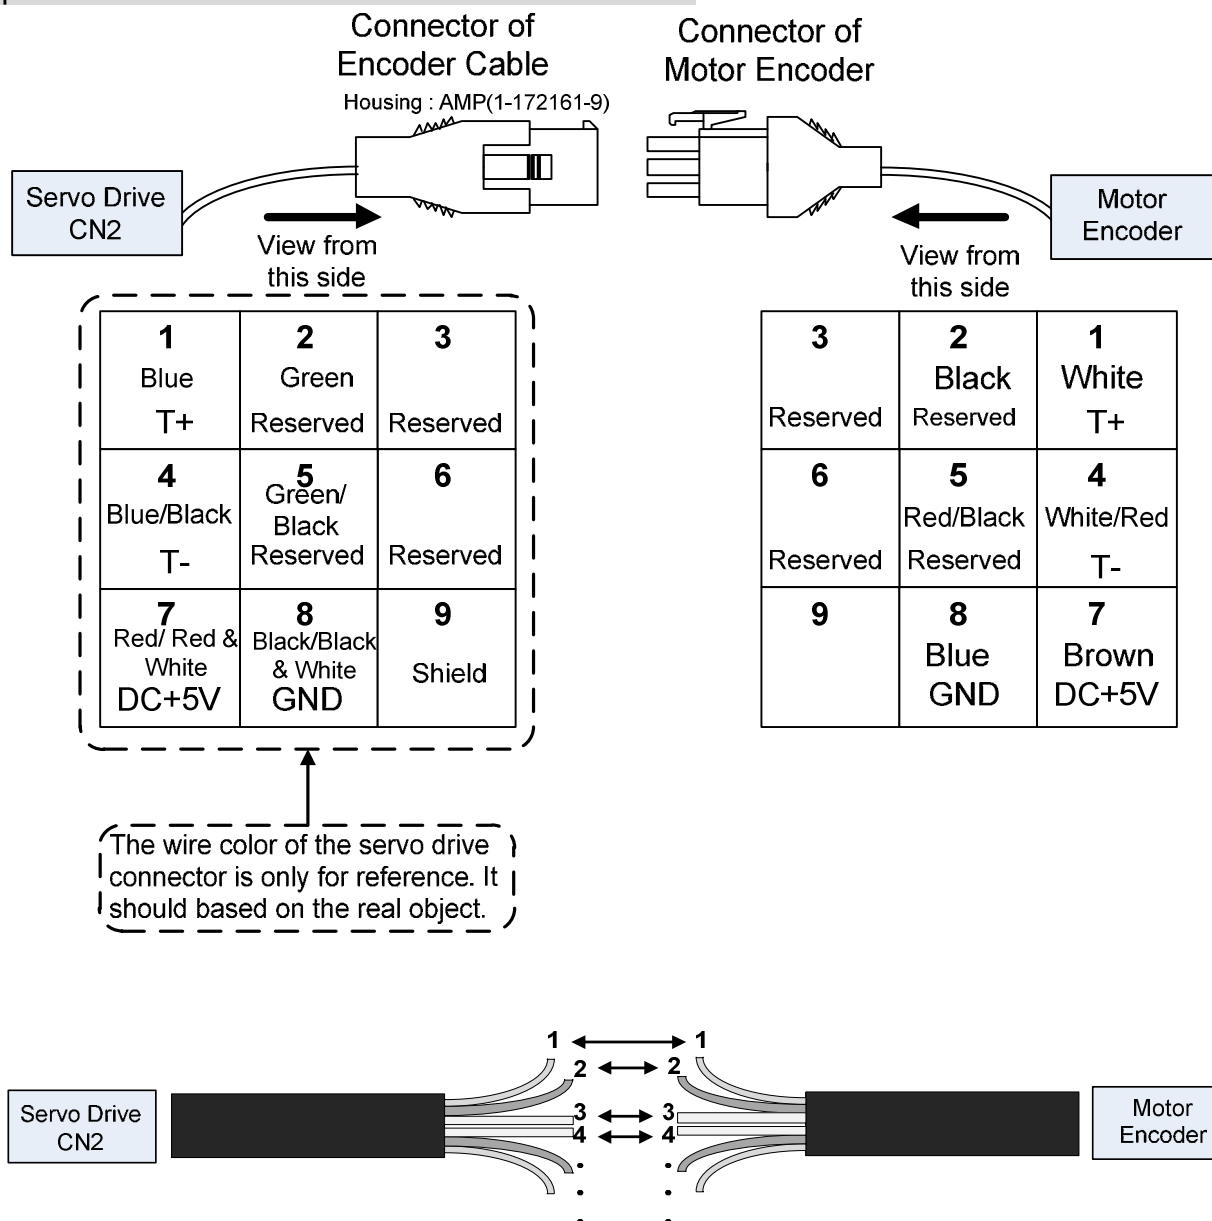 Connector of
Encoder Cable
Housing : AMP(1-172161-9)
Connector of
Motor Encoder
Servo Drive
CN2
View from
this side
Motor
Encoder
View from
this side
1
Blue
T+
2
Green
Reserved
3
Reserved
4
Blue/Black
T-
5
Green/
Black
Reserved
6
Reserved
7
Red/ Red &
White
DC+5V
8
Black/Black
& White
GND
9
Shield
3
Reserved
2
Black
Reserved
1
White
T+
6
Reserved
5
Red/Black
Reserved
4
White/Red
T-
9
8
Blue
GND
7
Brown
DC+5V
The wire color of the servo drive
connector is only for reference. It
should based on the real object.
Servo Drive
CN2
1 1
2 2
3 3
4 4
Motor
Encoder